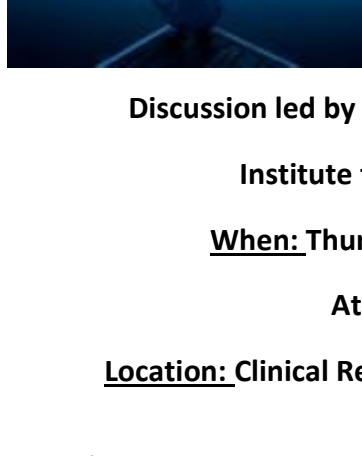 Discussion led by
Institute
When: Thur
At
Location: Clinical Re